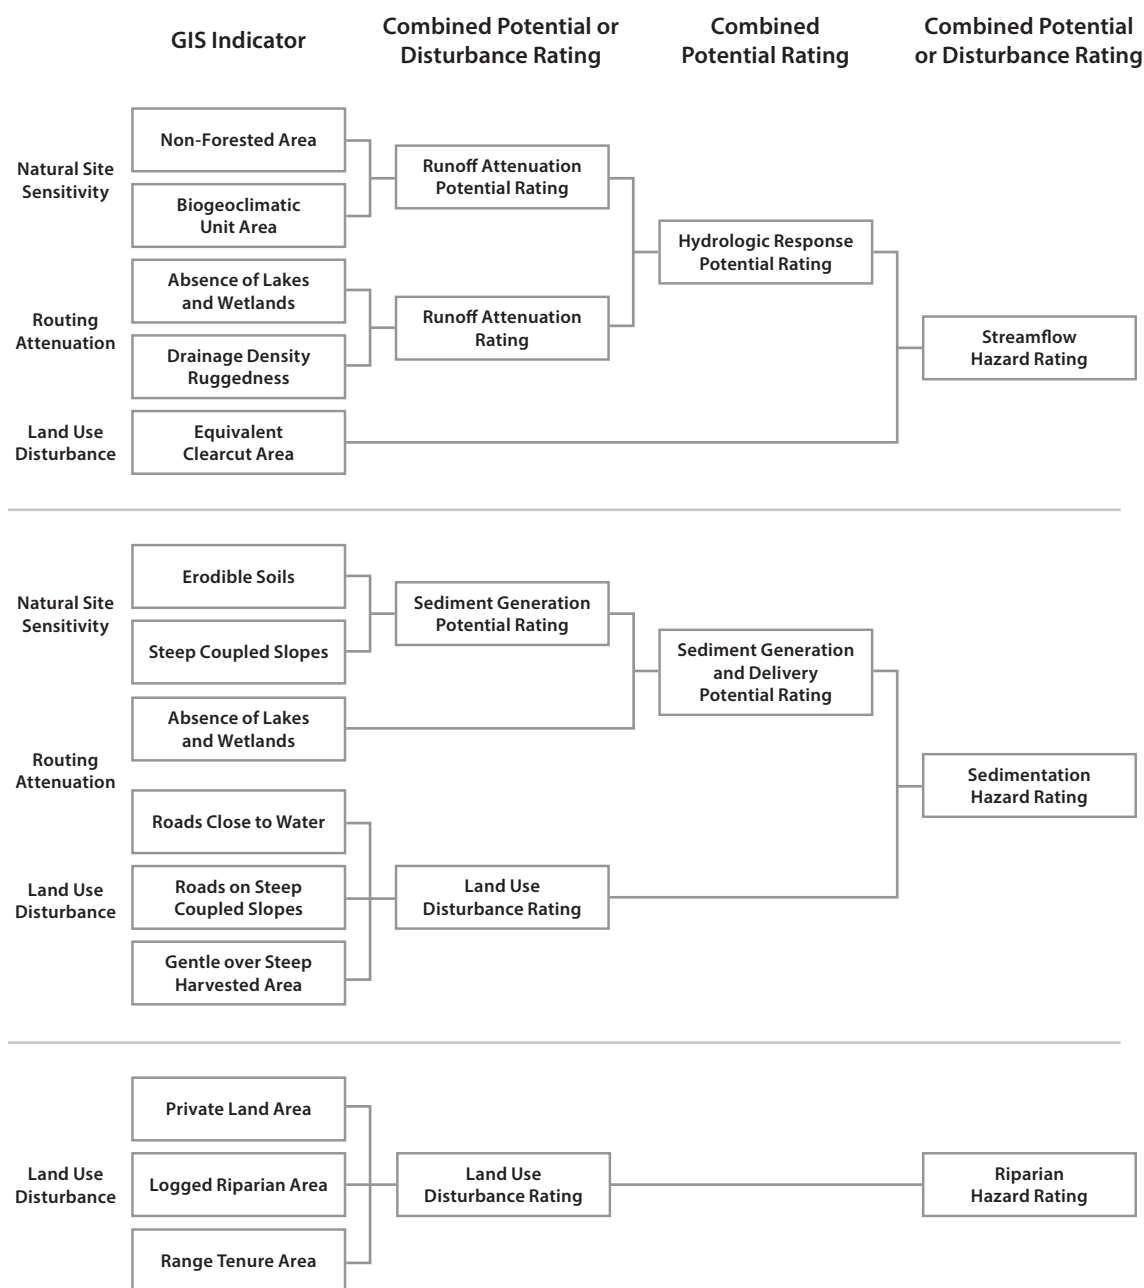 GIS Indicator
Combined Potential or
Disturbance Rating
Combined
Potential Rating
Combined Potential
or Disturbance Rating
Natural Site
Sensitivity
Non-Forested Area
Biogeoclimatic
Unit Area
Runoff Attenuation
Potential Rating
Hydrologic Response
Potential Rating
Routing
Attenuation
Absence of Lakes
and Wetlands
Drainage Density
Ruggedness
Runoff Attenuation
Rating
Streamflow
Hazard Rating
Land Use
Disturbance
Equivalent
Clearcut Area
Natural Site
Sensitivity
Erodible Soils
Steep Coupled Slopes
Sediment Generation
Potential Rating
Sediment Generation
and Delivery
Potential Rating
Routing
Attenuation
Absence of Lakes
and Wetlands
Sedimentation
Hazard Rating
Roads Close to Water
Land Use
Disturbance
Roads on Steep
Coupled Slopes
Gentle over Steep
Harvested Area
Land Use
Disturbance Rating
Land Use
Disturbance
Private Land Area
Logged Riparian Area
Range Tenure Area
Land Use
Disturbance Rating
Riparian
Hazard Rating